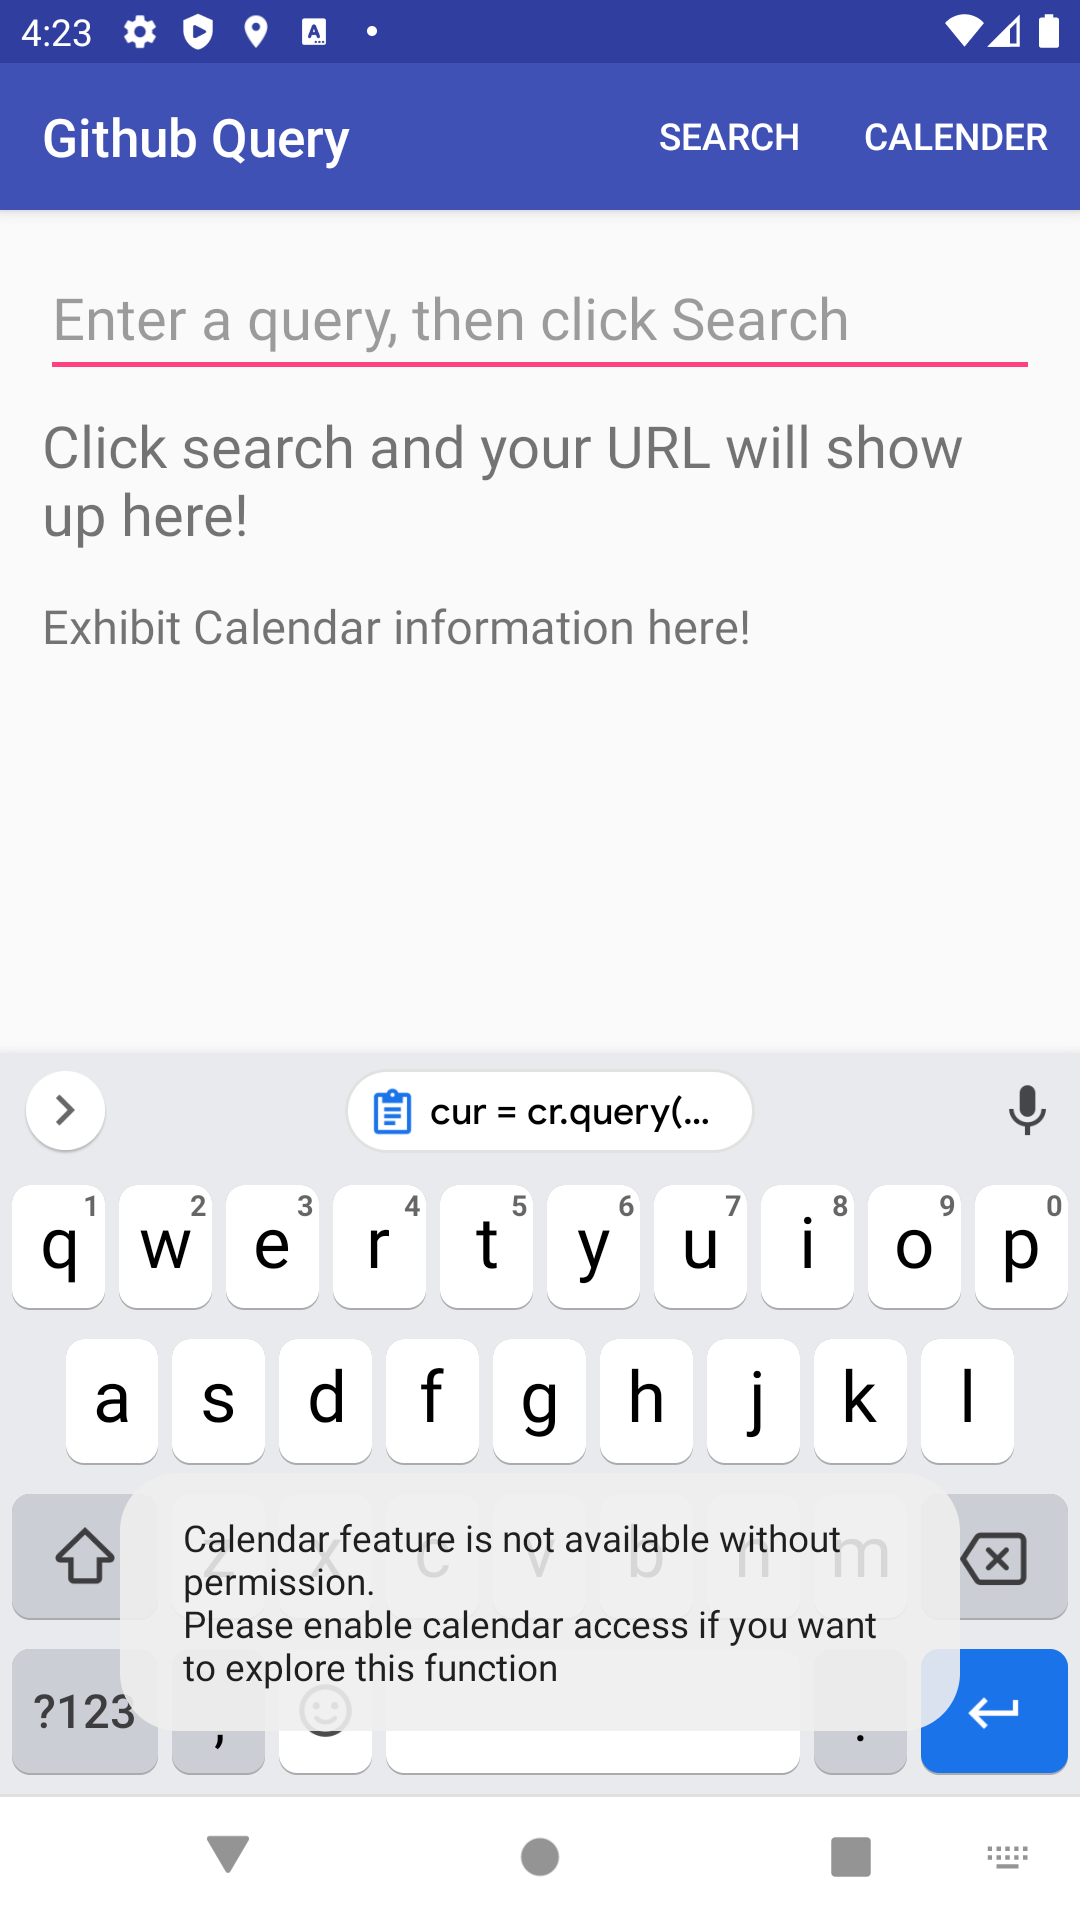 4:23
Github Query SEARCH CALENDER
Enter a query, then click Search
Click search and your URL will show
up here!
Exhibit Calendar information here!
cur = cr.query(...
1 2 3 4 5 6 7 8 9 0
q w e r t y u i o p
a s d f g h j k l
z x c v b n m
Calendar feature is not available without
permission.
Please enable calendar access if you want
to explore this function
?123 , .